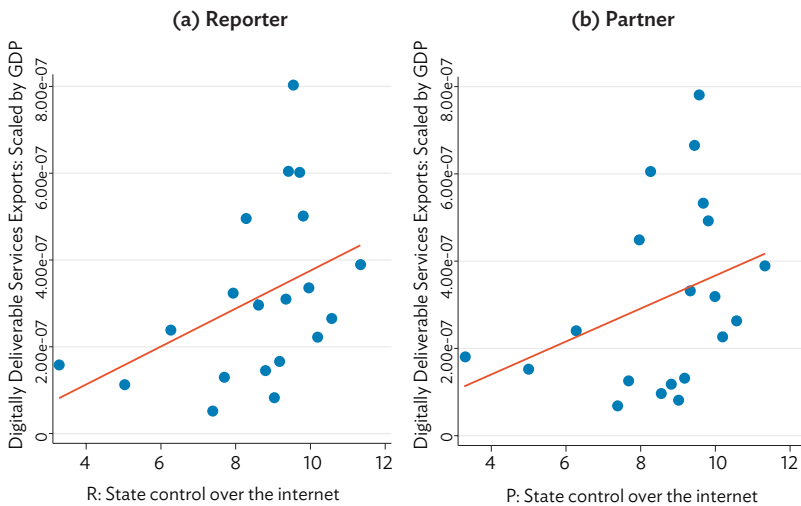 (a) Reporter
Digitally Deliverable Services Exports: Scaled by GDP
8.00e-07
6.00e-07
4.00e-07
2.00e-07
0
4 6 8 10 12
R: State control over the internet
(b) Partner
Digitally Deliverable Services Exports: Scaled by GDP
8.00e-07
6.00e-07
4.00e-07
2.00e-07
0
4 6 8 10 12
P: State control over the internet